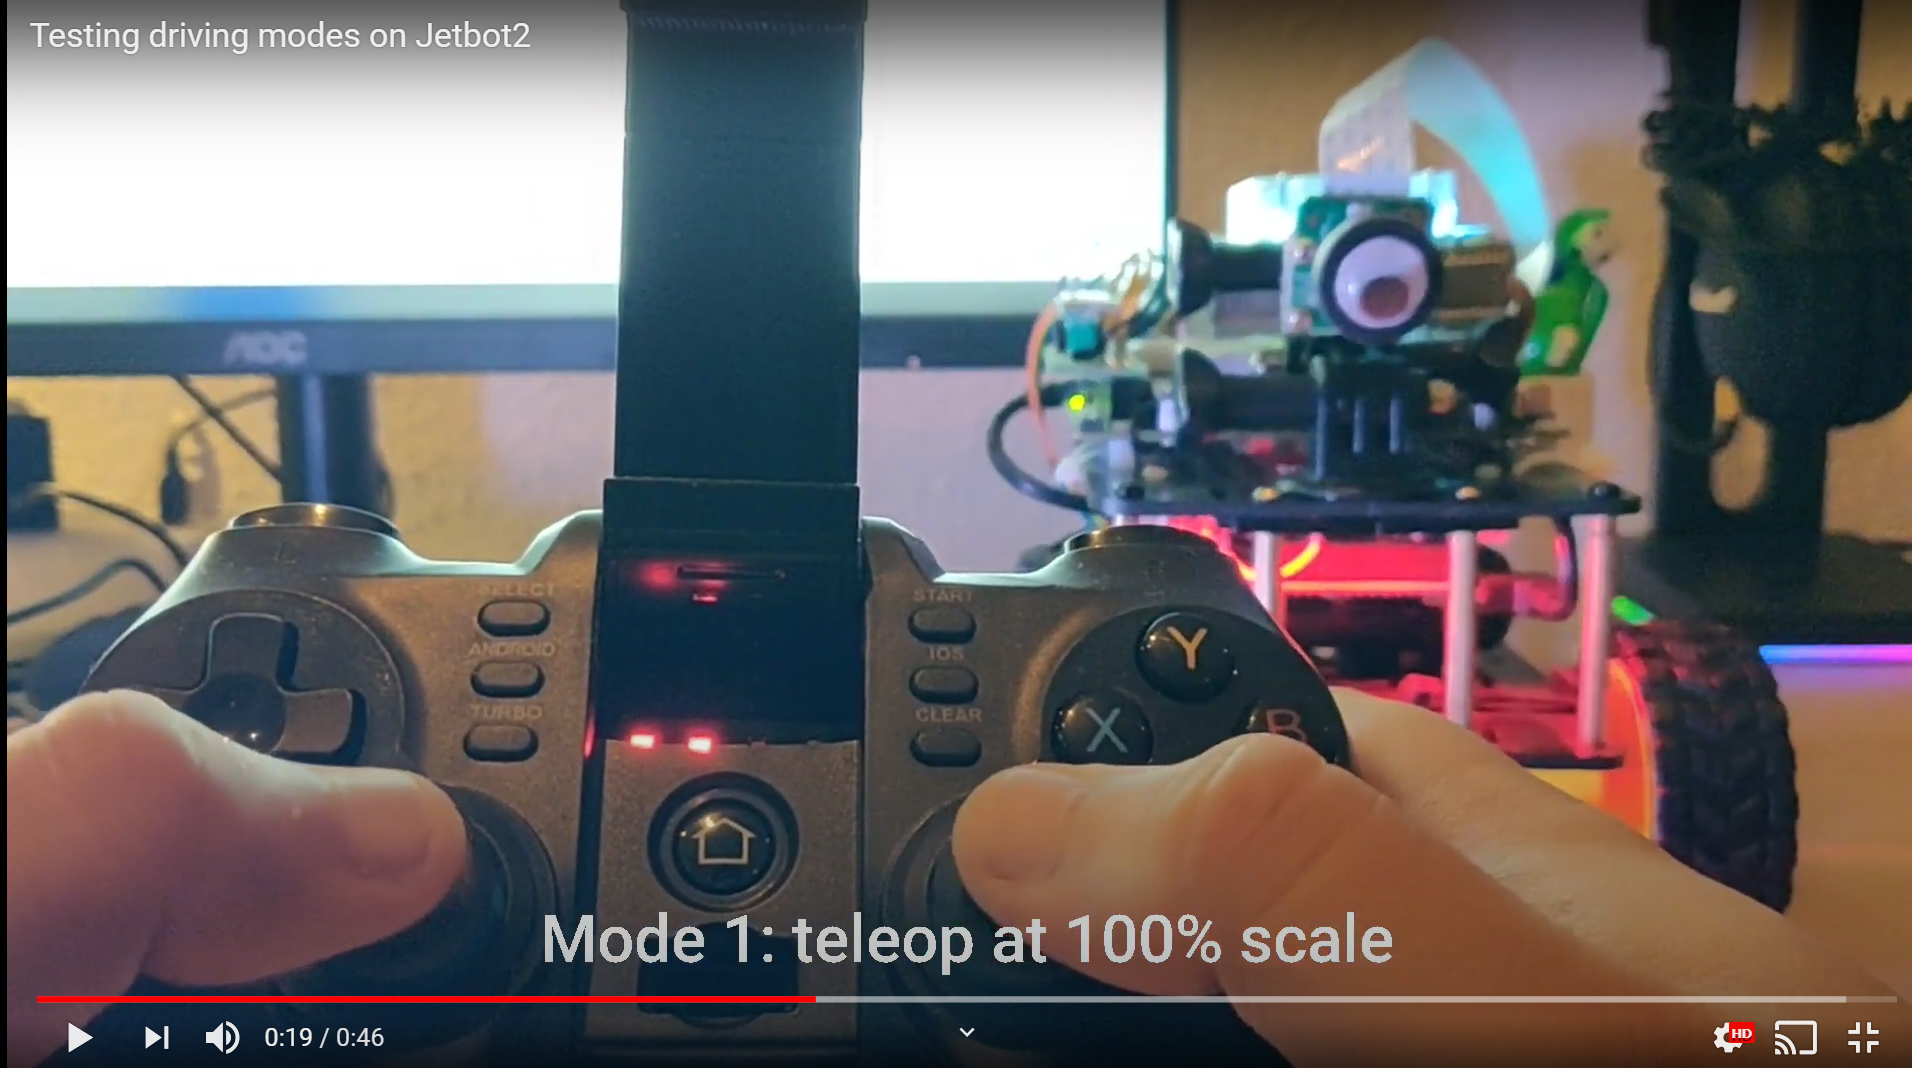 Testing driving modes on Jetbot2
AOC
SELECT
START
ANDROID
IOS
TURBO
CLEAR
Y
X
B
Mode 1: teleop at 100% scale
0:19 / 0:46
HD